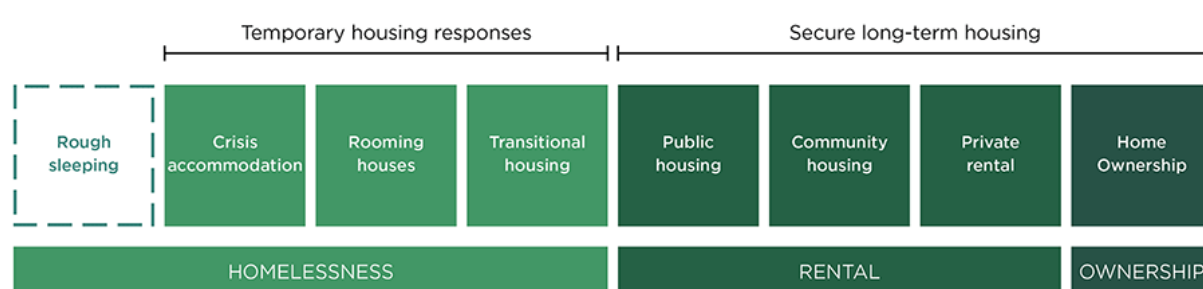 Temporary housing responses
Secure long-term housing
Rough
sleeping
Crisis
accommodation
Rooming
houses
Transitional
housing
Public
housing
Community
housing
Private
rental
Home
Ownership
HOMELESSNESS
RENTAL
OWNERSHIP